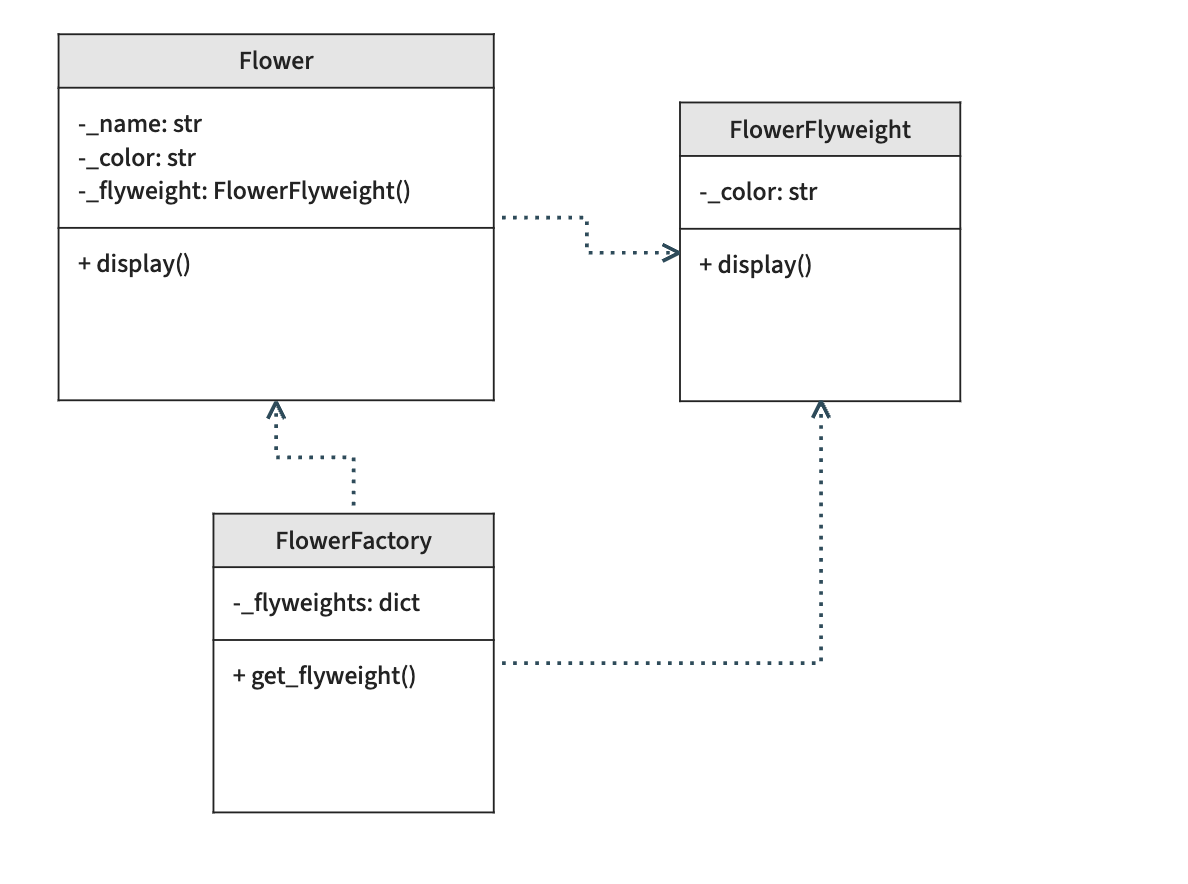 Flower
-_name: str
-_color: str
-_flyweight: FlowerFlyweight()
+ display()
FlowerFlyweight
-_color: str
+ display()
FlowerFactory
-_flyweights: dict
+ get_flyweight()